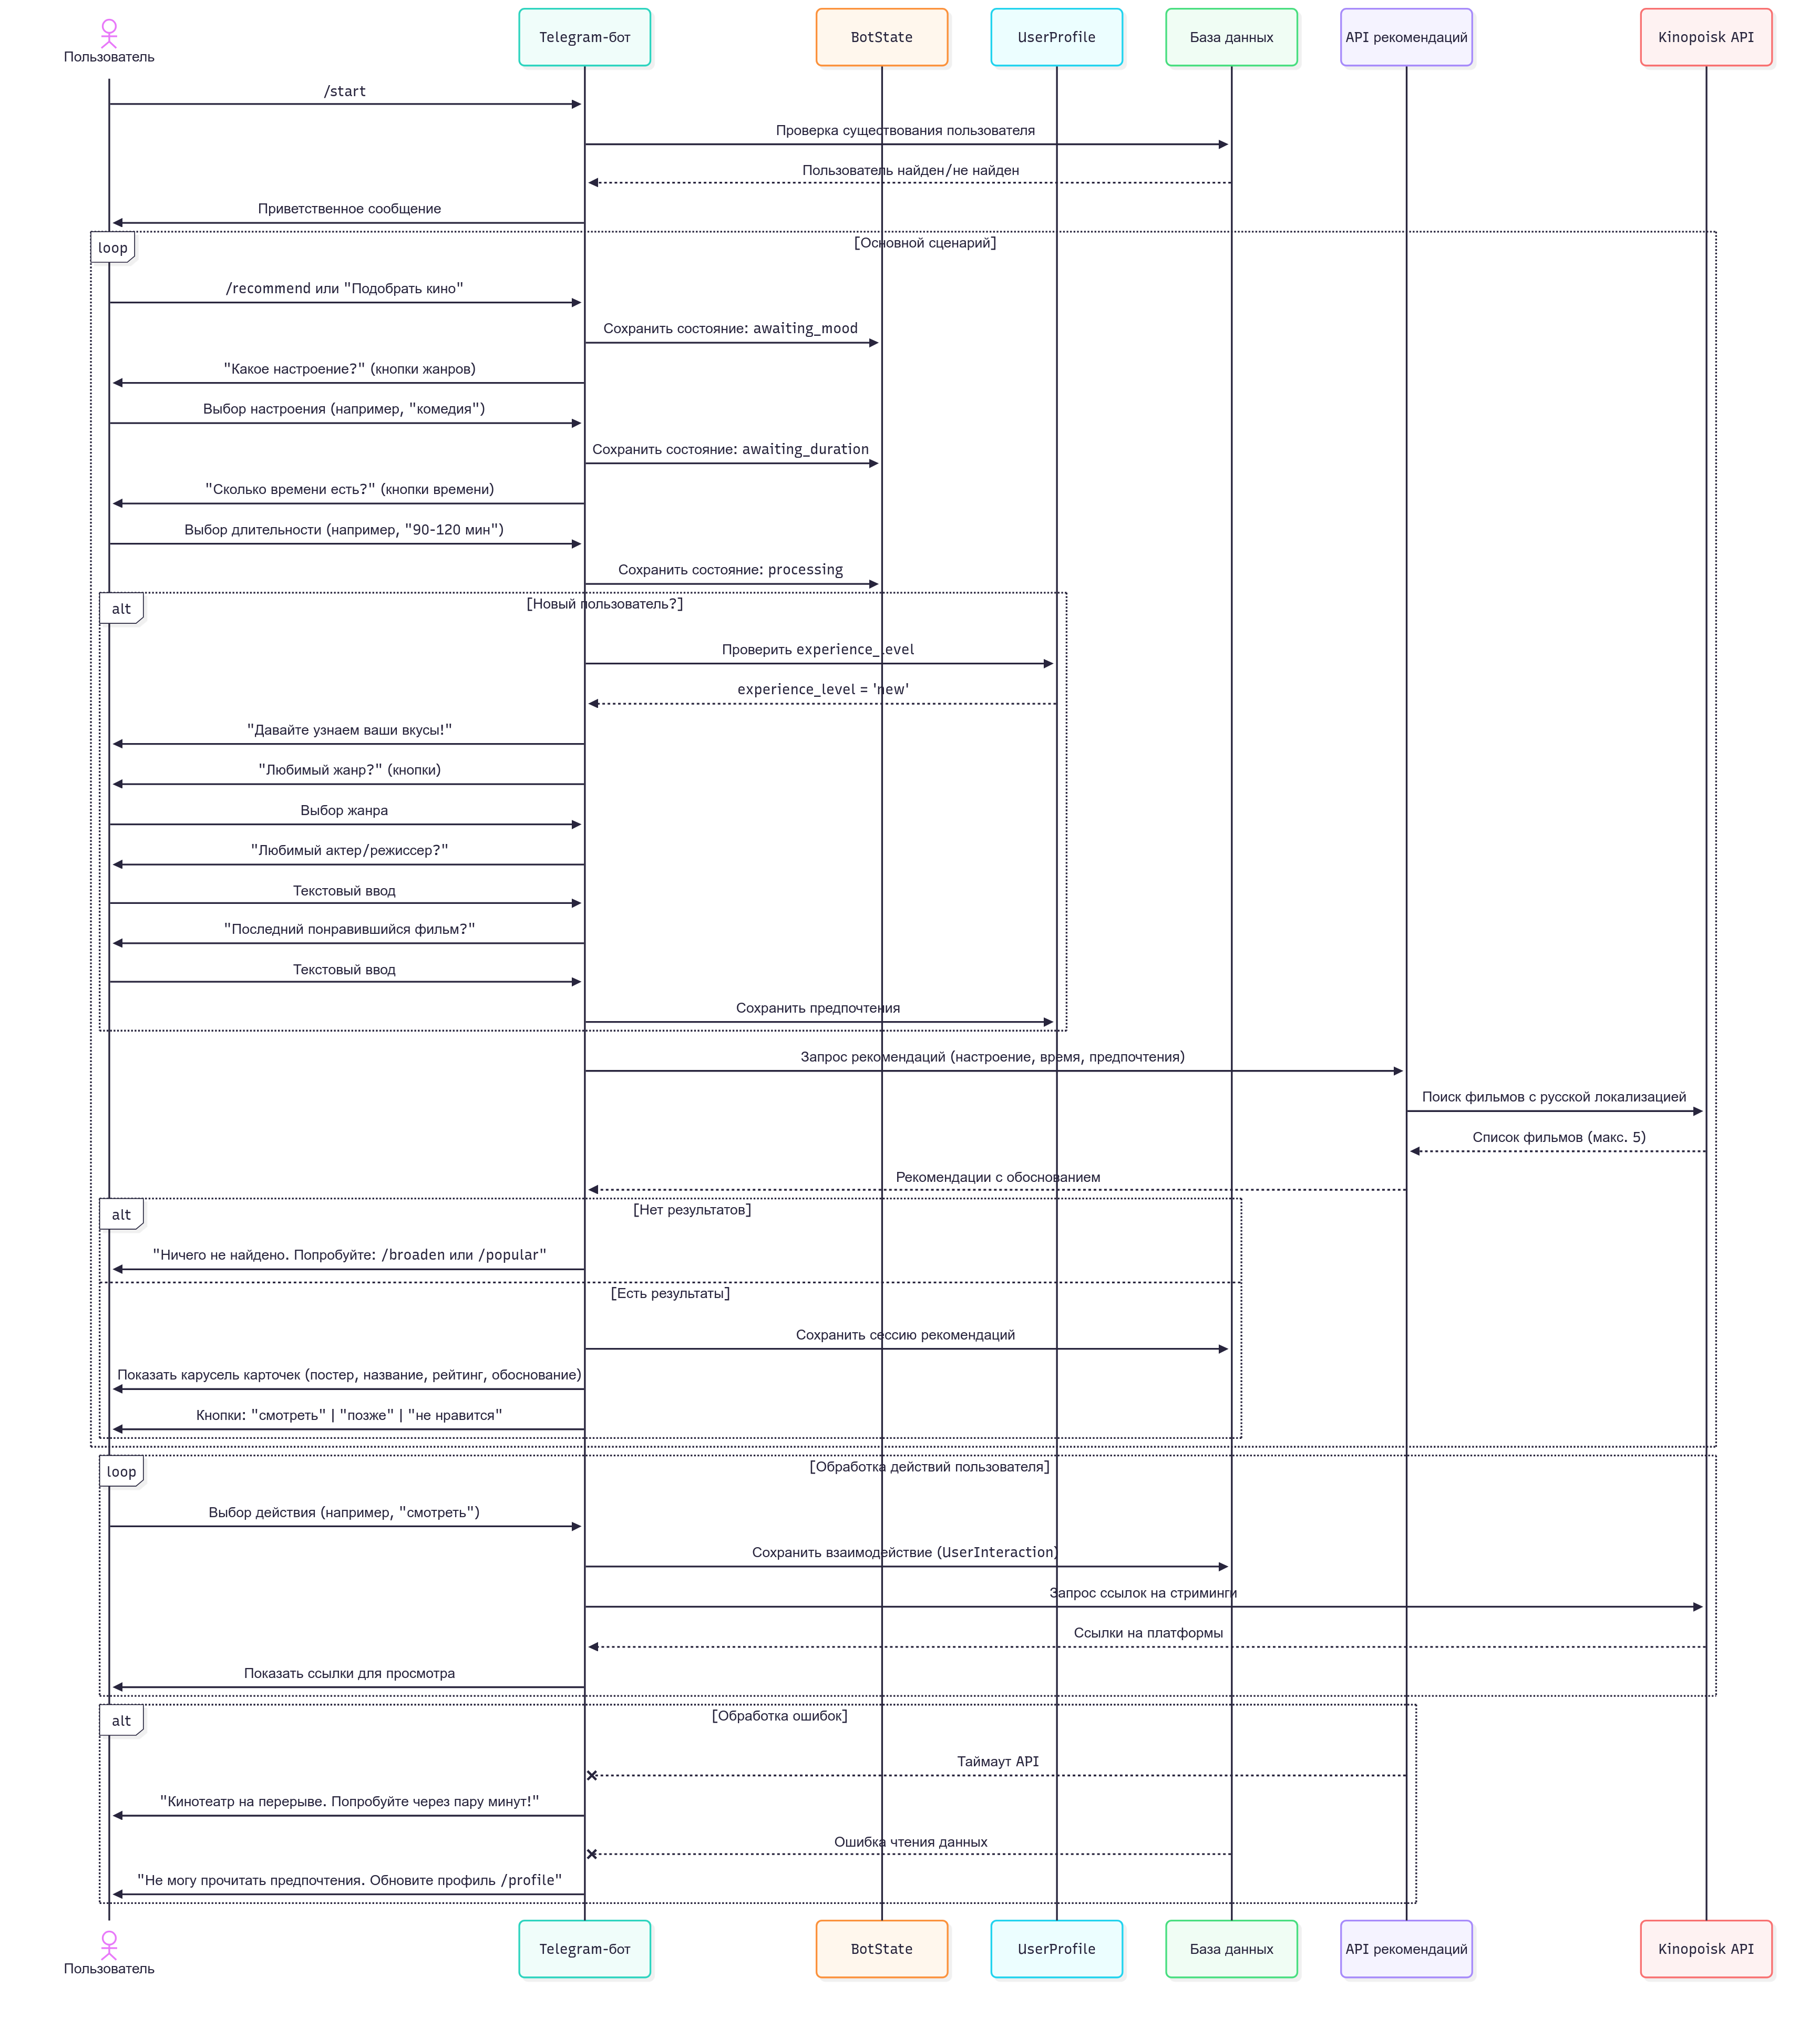 Пользователь
Telegram-бот
BotState
UserProfile
База данных
API рекомендаций
Kinopoisk API
/start
Проверка существования пользователя
Пользователь найден/не найден
Приветственное сообщение
loop
[Основной сценарий]
/recommend или "Подобрать кино"
Сохранить состояние: awaiting_mood
"Какое настроение?" (кнопки жанров)
Выбор настроения (например, "комедия")
Сохранить состояние: awaiting_duration
"Сколько времени есть?" (кнопки времени)
Выбор длительности (например, "90-120 мин")
Сохранить состояние: processing
alt
[Новый пользователь?]
Проверить experience_level
experience_level = 'new'
"Давайте узнаем ваши вкусы!"
"Любимый жанр?" (кнопки)
Выбор жанра
"Любимый актер/режиссер?"
Текстовый ввод
"Последний понравившийся фильм?"
Текстовый ввод
Сохранить предпочтения
Запрос рекомендаций (настроение, время, предпочтения)
Поиск фильмов с русской локализацией
Список фильмов (макс. 5)
Рекомендации с обоснованием
alt
[Нет результатов]
"Ничего не найдено. Попробуйте: /broaden или /popular"
[Есть результаты]
Сохранить сессию рекомендаций
Показать карусель карточек (постер, название, рейтинг, обоснование)
Кнопки: "смотреть" | "позже" | "не нравится"
loop
[Обработка действий пользователя]
Выбор действия (например, "смотреть")
Сохранить взаимодействие (UserInteraction)
Запрос ссылок на стриминги
Ссылки на платформы
Показать ссылки для просмотра
alt
[Обработка ошибок]
Таймаут API
"Кинотеатр на перерыве. Попробуйте через пару минут!"
Ошибка чтения данных
"Не могу прочитать предпочтения. Обновите профиль /profile"
Пользователь
Telegram-бот
BotState
UserProfile
База данных
API рекомендаций
Kinopoisk API